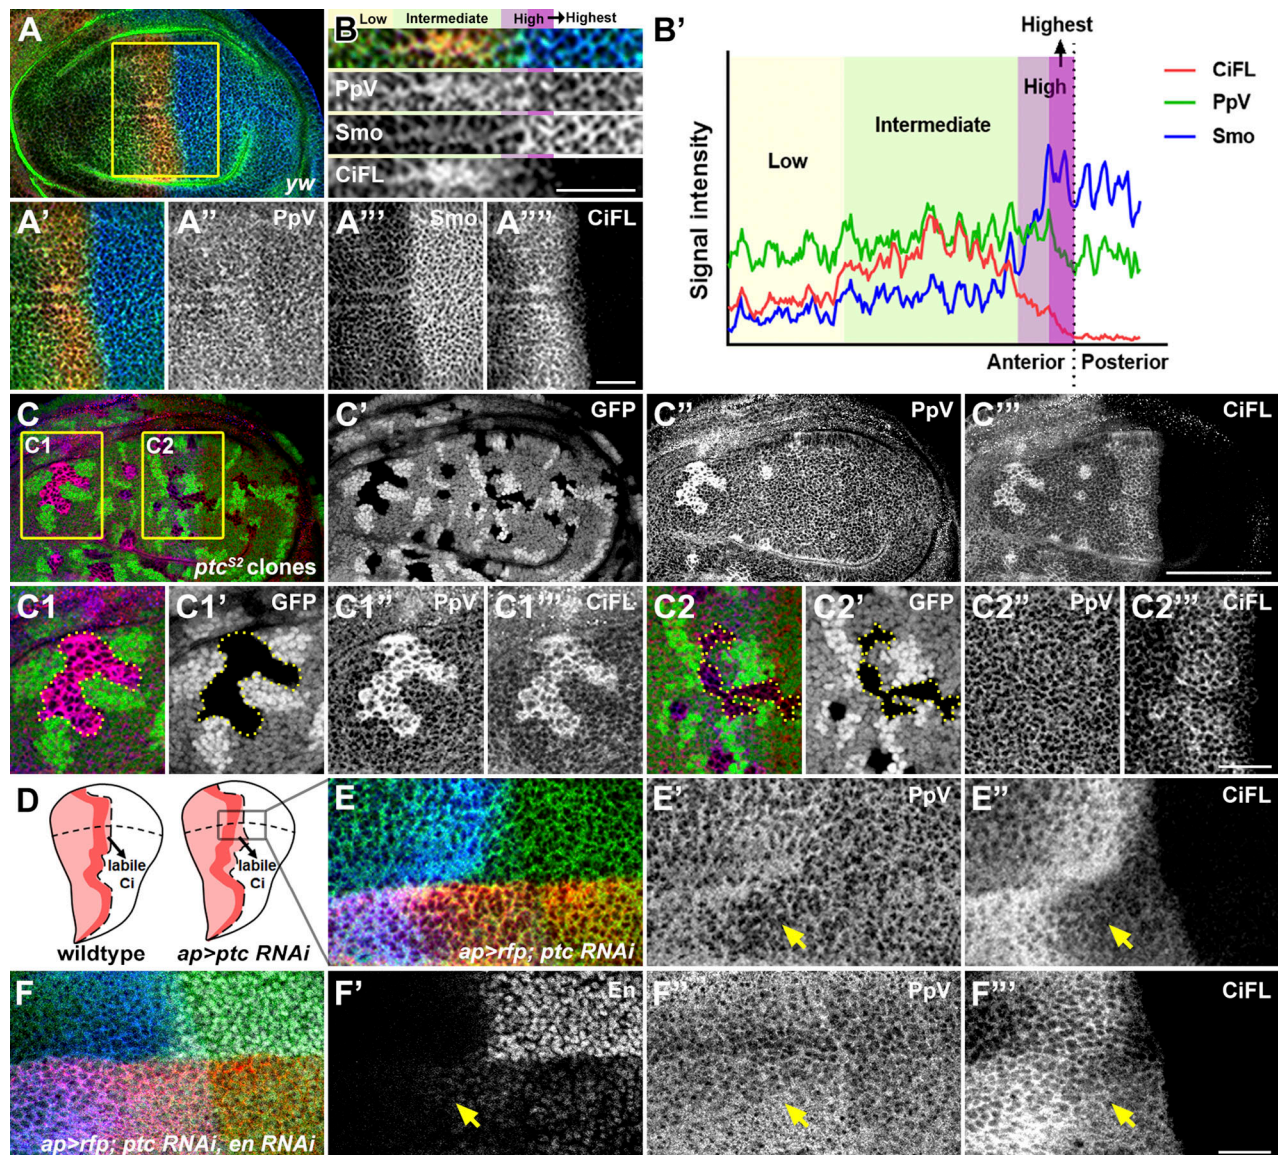 A
yw
B
Low Intermediate High Highest
PpV
Smo
CiFL
B'
Highest
High
Intermediate
Low
CiFL
PpV
Smo
Signal intensity
Anterior Posterior
A'
A'' PpV
A''' Smo
A'''' CiFL
C
C1
C2
ptcS2 clones
C' GFP
C'' PpV
C''' CiFL
C1
C1' GFP
C1'' PpV
C1''' CiFL
C2
C2' GFP
C2'' PpV
C2''' CiFL
D
labile
Ci
labile
Ci
wildtype
ap>ptc RNAi
E
ap>rfp; ptc RNAi
E' PpV
E'' CiFL
F
ap>rfp; ptc RNAi, en RNAi
F' En
F'' PpV
F''' CiFL